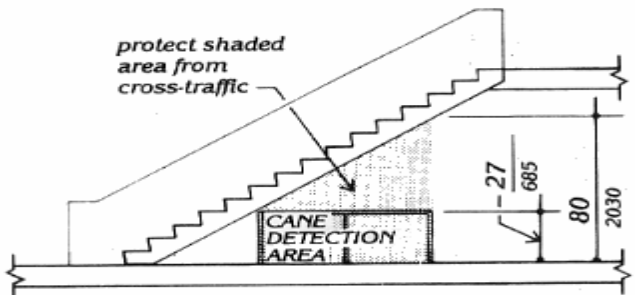 protect shaded
area from
cross-traffic
27
685
80
2030
CANE
DETECTION
AREA